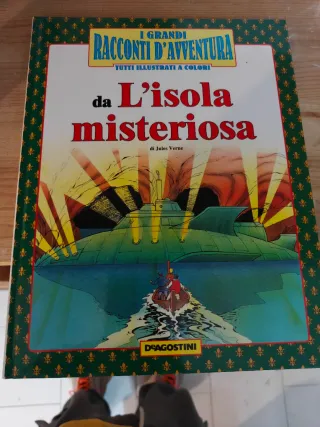 I GRANDI
RACCONTI D'AVVENTURA
TUTTI ILLUSTRATI A COLORI
da L'isola
misteriosa
di Jules Verne
DeAGOSTINI